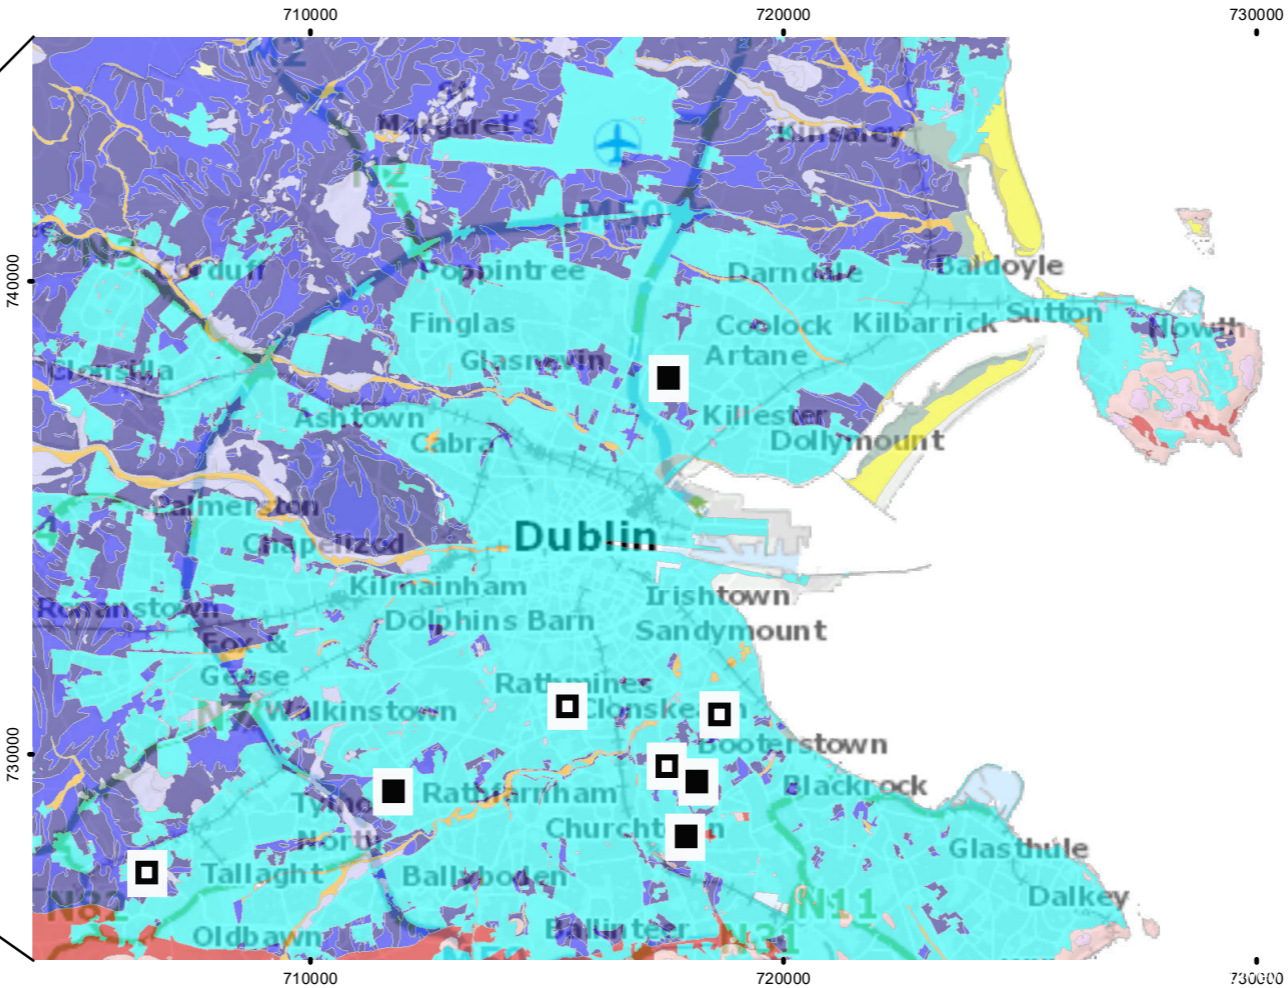 710000 720000 730000
M2
St.
Margaret's
Kinsaley
N2
M50
740000
N3 Corduff
Poppintree
Darndale
Baldoyle
Finglas
Coolock
Kilbarrick
Sutton
Howth
Glasnevin
Artane
Clonsilla
Ashtown
Killester
Cabra
Dollymount
Palmerston
Dublin
Chapelizod
Kilmainham
Irishtown
Ronanstown
Dolphins Barn
Sandymount
Fox &
Geese
Rathmines
Walkinstown
Clonskeagh
730000
Booterstown
Blackrock
Rathfarnham
Tymon
North
Churchtown
Glasthule
Tallaght
Ballyboden
Dalkey
N82
N11
Oldbawn
Ballinteer
N31
710000 720000 730000